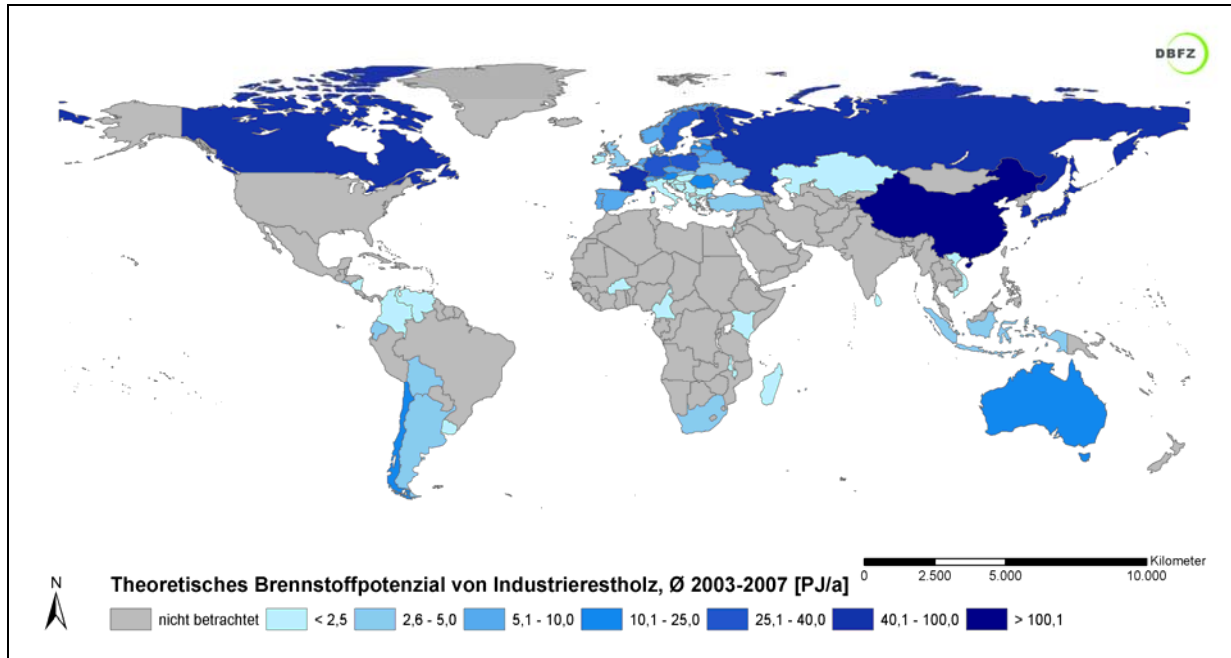 DBFZ
Kilometer
0 2.500 5.000 10.000
N
Theoretisches Brennstoffpotenzial von Industrierestholz, Ø 2003-2007 [PJ/a]
nicht betrachtet < 2,5 2,6 - 5,0 5,1 - 10,0 10,1 - 25,0 25,1 - 40,0 40,1 - 100,0 > 100,1